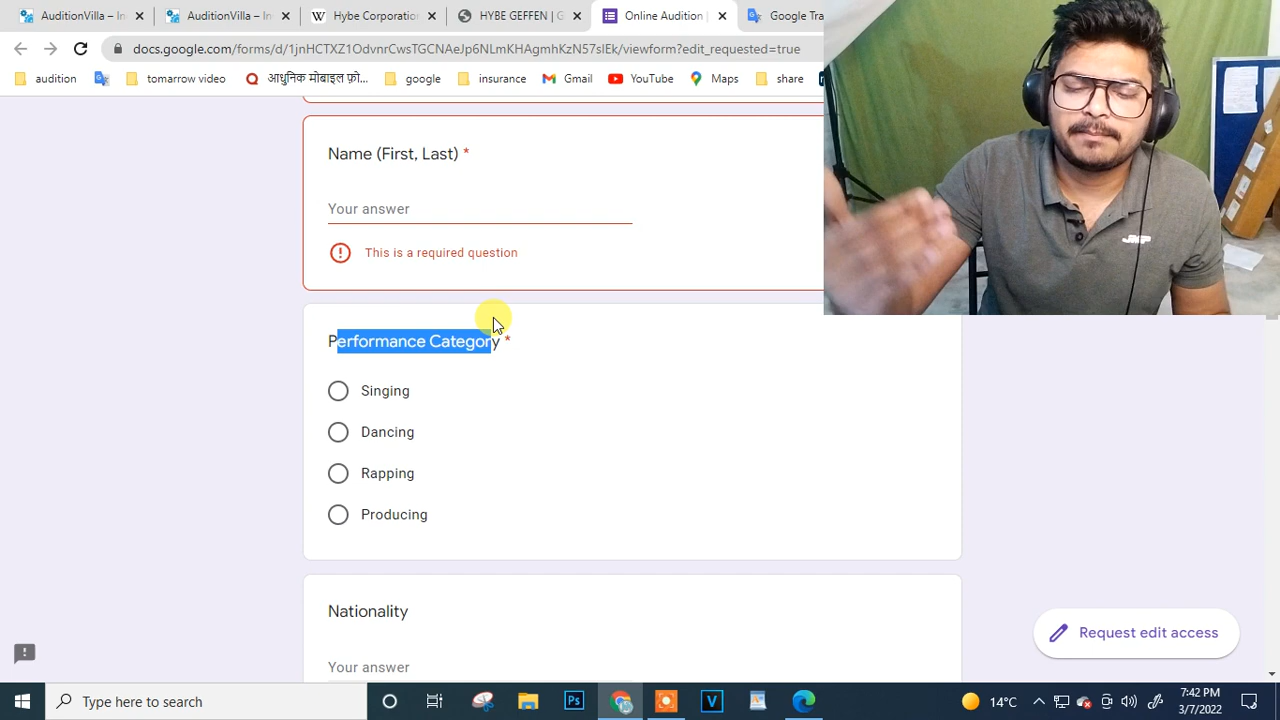 AuditionVilla – In
AuditionVilla – In
Hybe Corporation
HYBE GEFFEN | G
Online Audition
Google Tra
docs.google.com/forms/d/1jnHCTXZ1OdvnrCwsTGCNAeJp6NLmKHAgmhKzN57slEk/viewform?edit_requested=true
audition
tomarrow video
आधुनिक मोबाइल फ़ो...
google
insurance
Gmail
YouTube
Maps
share
Name (First, Last) *
Your answer
This is a required question
Performance Category *
Singing
Dancing
Rapping
Producing
Nationality
Your answer
Request edit access
Type here to search
14°C
7:42 PM
3/7/2022